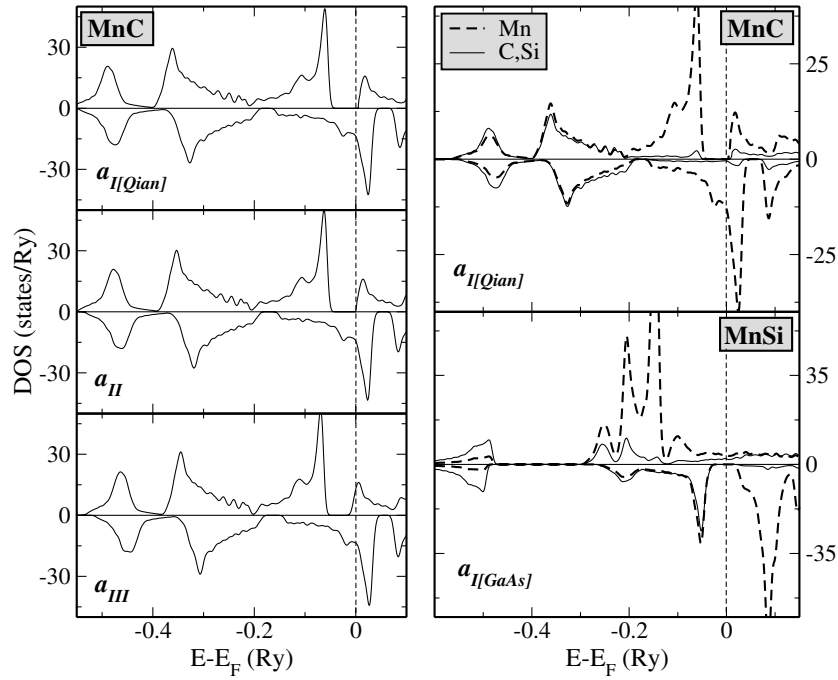 MnC
30
0
-30
a_I[Qian]
30
0
-30
a_II
30
0
-30
a_III
-0.4
-0.2
0
E-E_F (Ry)
DOS (states/Ry)
Mn
C,Si
MnC
25
0
-25
a_I[Qian]
MnSi
35
0
-35
a_I[GaAs]
-0.4
-0.2
0
E-E_F (Ry)